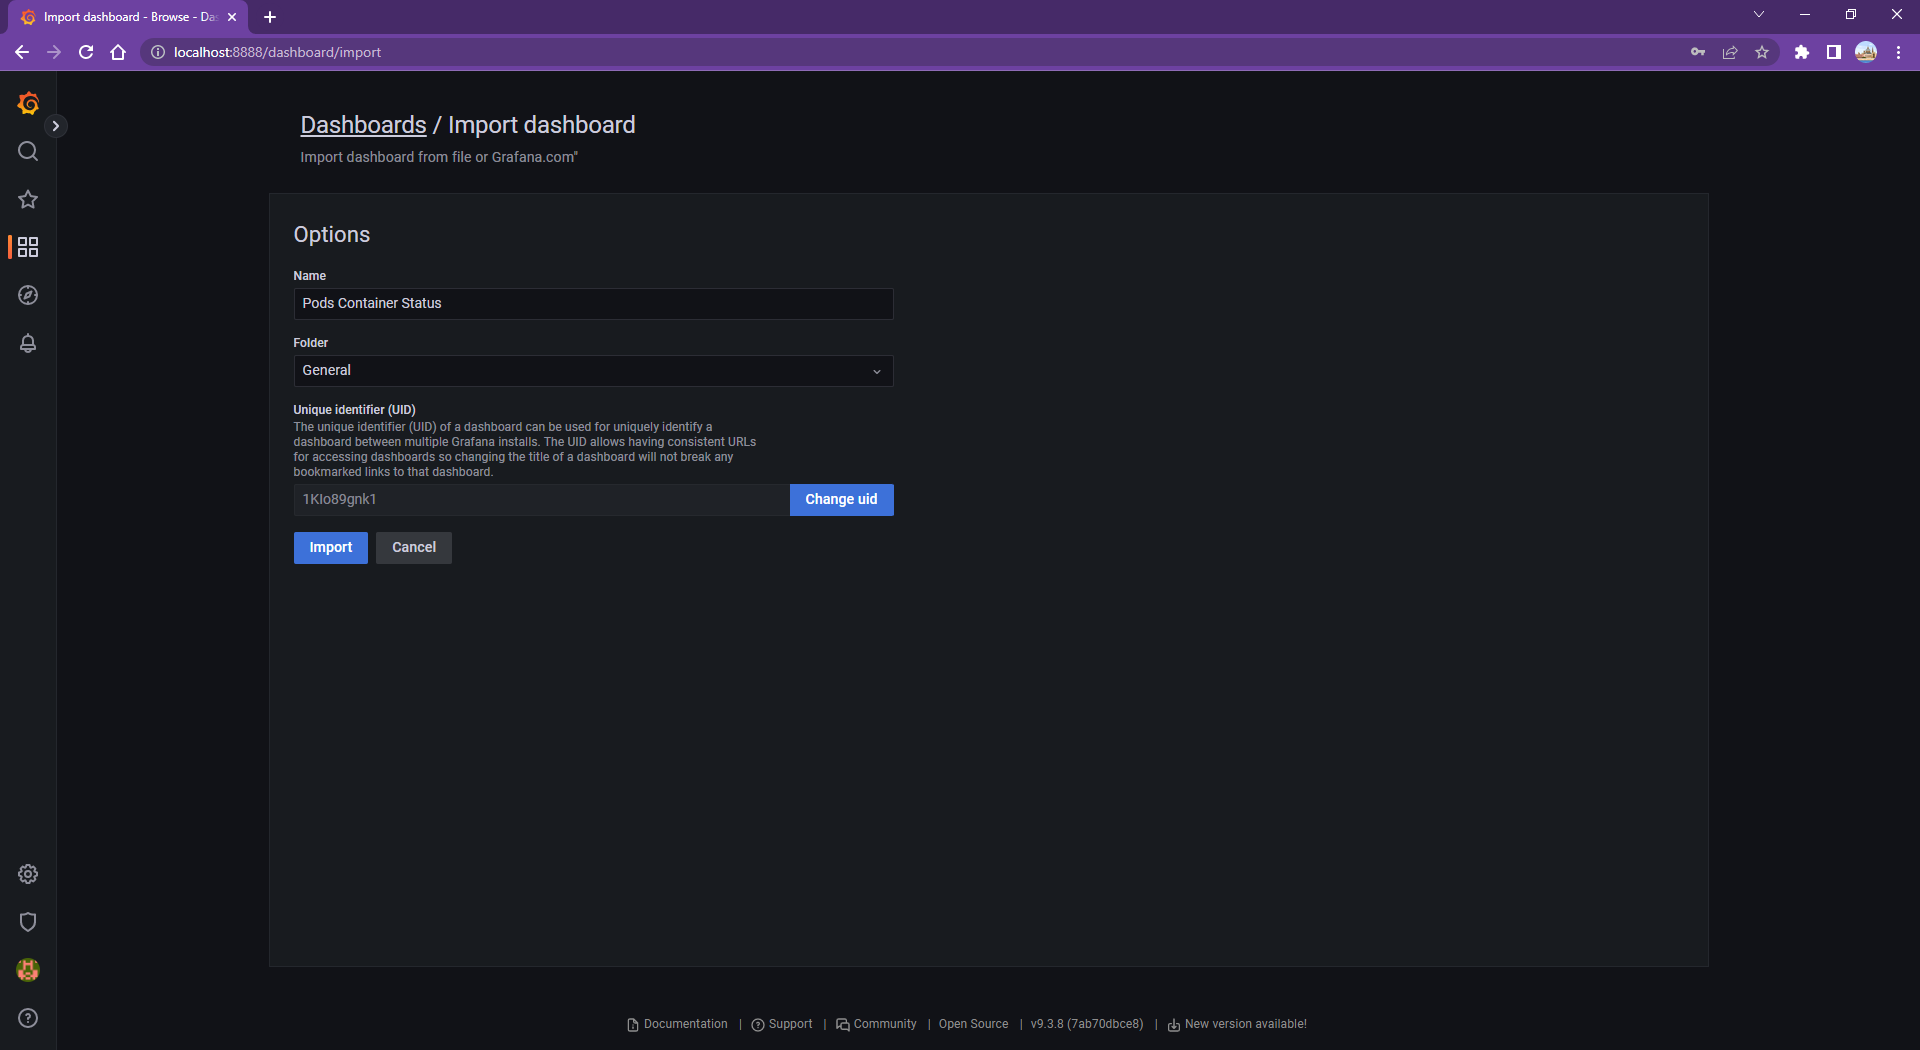 Import dashboard - Browse - Da
localhost:8888/dashboard/import
Dashboards / Import dashboard
Import dashboard from file or Grafana.com"
Options
Name
Pods Container Status
Folder
General
Unique identifier (UID)
The unique identifier (UID) of a dashboard can be used for uniquely identify a
dashboard between multiple Grafana installs. The UID allows having consistent URLs
for accessing dashboards so changing the title of a dashboard will not break any
bookmarked links to that dashboard.
1KIo89gnk1 Change uid
Import Cancel
Documentation | Support | Community | Open Source | v9.3.8 (7ab70dbce8) | New version available!